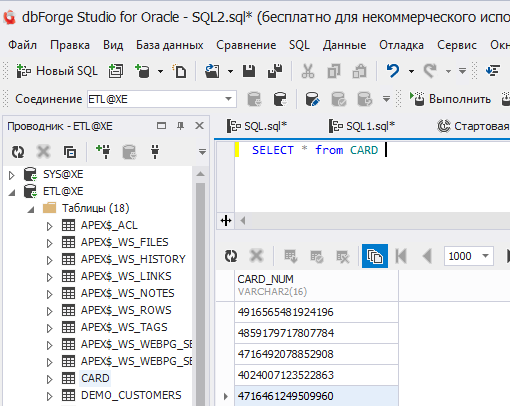 dbForge Studio for Oracle - SQL2.sql* (бесплатно для некоммерческого испо
Файл Правка Вид База данных Сравнение SQL Данные Отладка Сервис Окн
Новый SQL
Соединение ETL@XE Выполнить
Проводник - ETL@XE
SQL.sql* SQL1.sql* Стартовая
SYS@XE
ETL@XE
Таблицы (18)
APEX$_ACL
APEX$_WS_FILES
APEX$_WS_HISTORY
APEX$_WS_LINKS
APEX$_WS_NOTES
APEX$_WS_ROWS
APEX$_WS_TAGS
APEX$_WS_WEBPG_SE
APEX$_WS_WEBPG_SE
CARD
DEMO_CUSTOMERS
SELECT * from CARD
1000
CARD_NUM
VARCHAR2(16)
4916565481924196
4859179717807784
4716492078852908
4024007123522863
4716461249509960